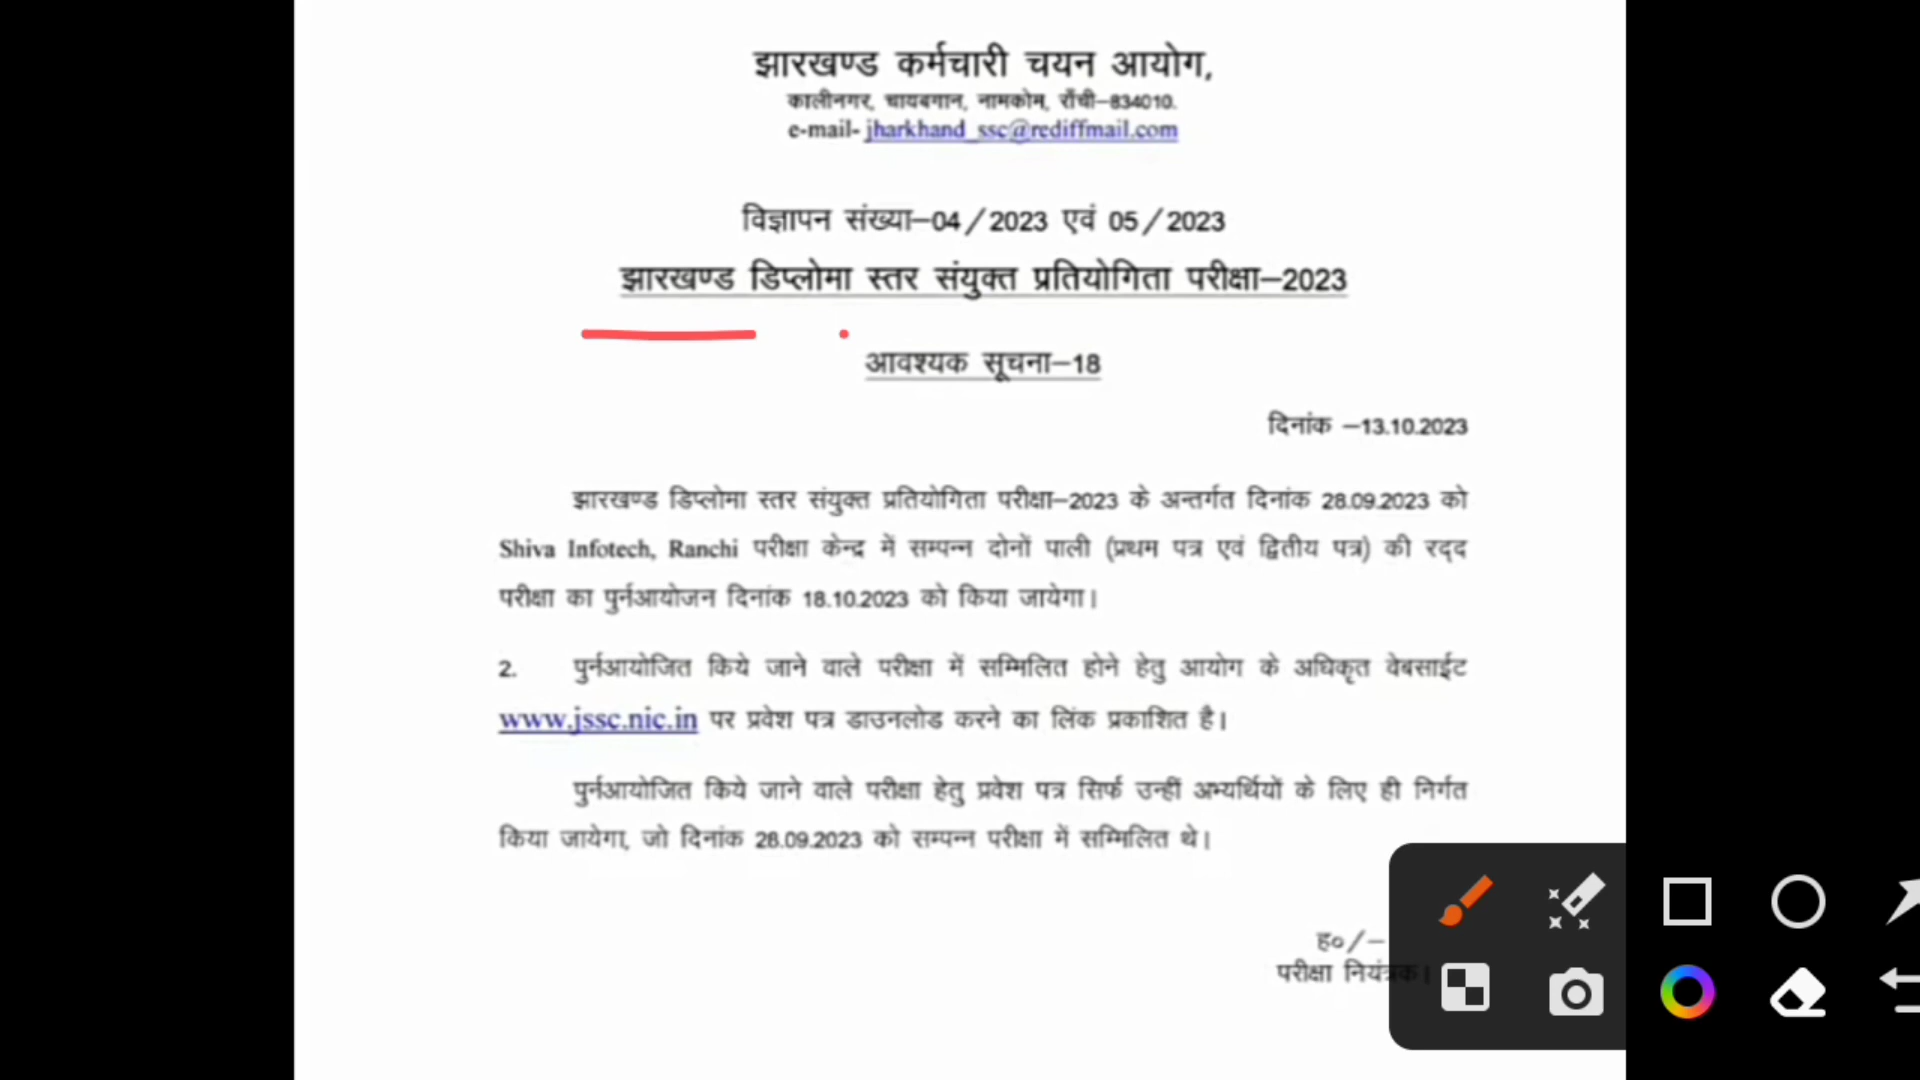 झारखण्ड कर्मचारी चयन आयोग,
कालीनगर, चायबगान, नामकोम, राँची–834010.
e-mail- jharkhand_ssc@rediffmail.com
विज्ञापन संख्या–04/2023 एवं 05/2023
झारखण्ड डिप्लोमा स्तर संयुक्त प्रतियोगिता परीक्षा–2023
आवश्यक सूचना–18
दिनांक –13.10.2023
झारखण्ड डिप्लोमा स्तर संयुक्त प्रतियोगिता परीक्षा–2023 के अन्तर्गत दिनांक 28.09.2023 को
Shiva Infotech, Ranchi परीक्षा केन्द्र में सम्पन्न दोनों पाली (प्रथम पत्र एवं द्वितीय पत्र) की रद्द
परीक्षा का पुर्नआयोजन दिनांक 18.10.2023 को किया जायेगा।
2. पुर्नआयोजित किये जाने वाले परीक्षा में सम्मिलित होने हेतु आयोग के अधिकृत वेबसाईट
www.jssc.nic.in पर प्रवेश पत्र डाउनलोड करने का लिंक प्रकाशित है।
पुर्नआयोजित किये जाने वाले परीक्षा हेतु प्रवेश पत्र सिर्फ उन्हीं अभ्यर्थियों के लिए ही निर्गत
किया जायेगा, जो दिनांक 28.09.2023 को सम्पन्न परीक्षा में सम्मिलित थे।
ह०/–
परीक्षा नियंत्रक।